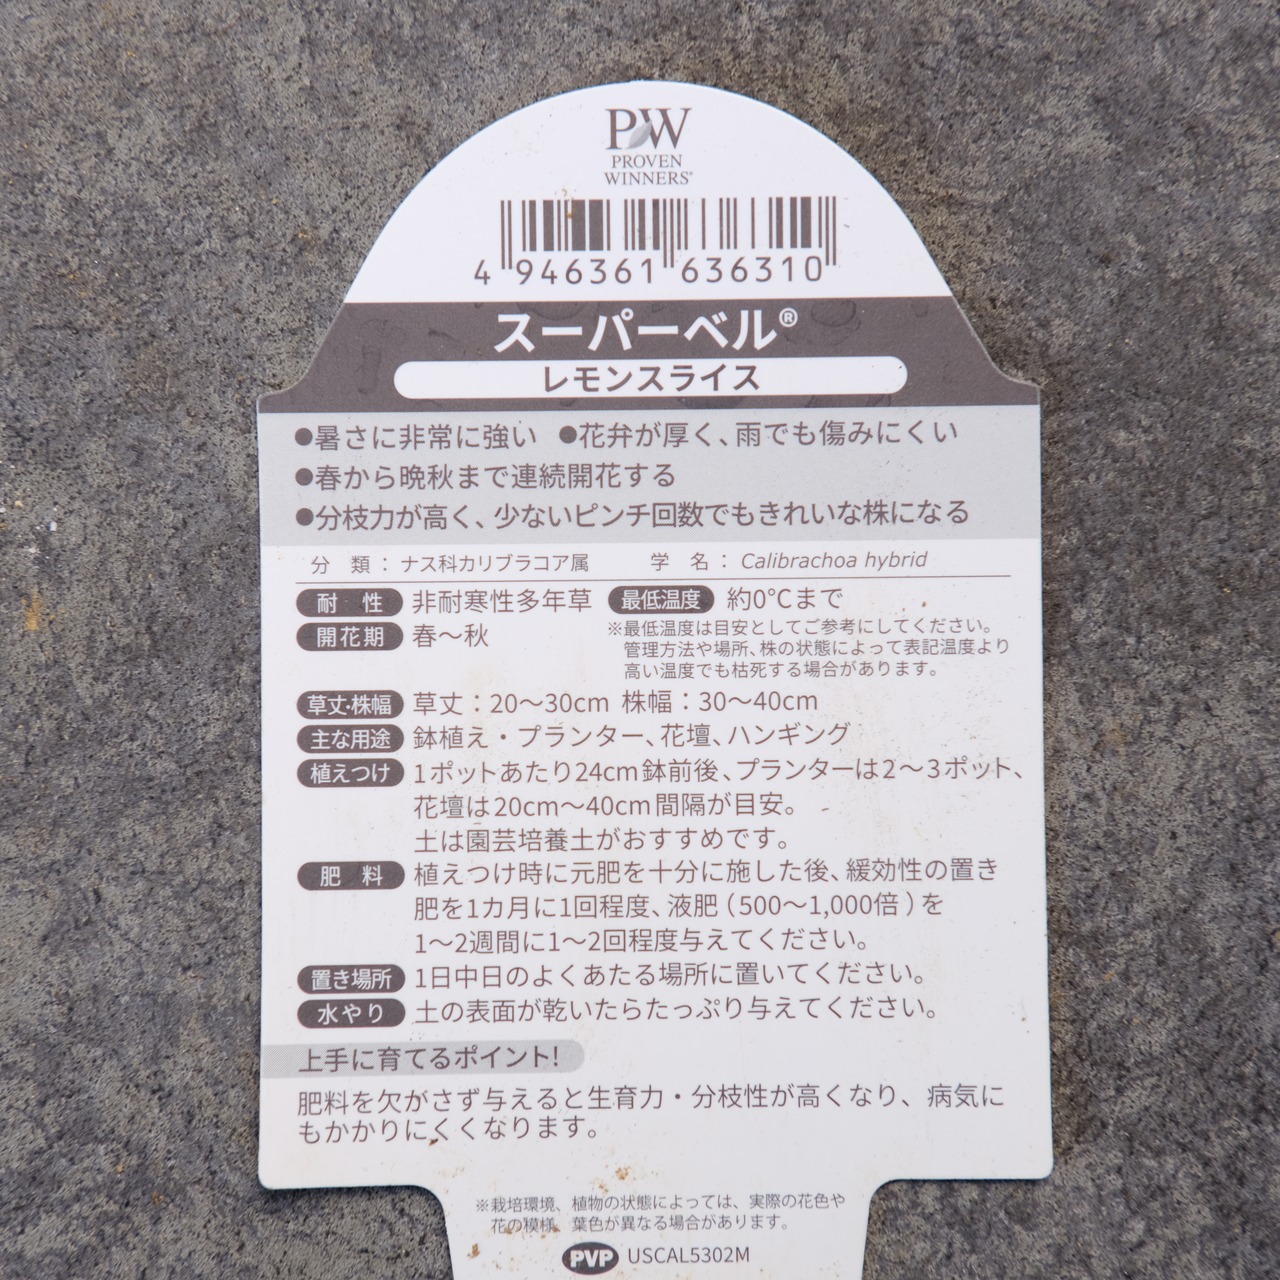 PW
PROVEN
WINNERS®
4 946361 636310
スーパーベル®
レモンスライス
●暑さに非常に強い ●花弁が厚く、雨でも傷みにくい
●春から晩秋まで連続開花する
●分枝力が高く、少ないピンチ回数でもきれいな株になる
分 類：ナス科カリブラコア属 学 名：Calibrachoa hybrid
耐 性 非耐寒性多年草 最低温度 約0℃まで
開花期 春～秋
※最低温度は目安としてご参考にしてください。
管理方法や場所、株の状態によって表記温度より
高い温度でも枯死する場合があります。
草丈・株幅 草丈：20～30cm 株幅：30～40cm
主な用途 鉢植え・プランター、花壇、ハンギング
植えつけ 1ポットあたり24cm鉢前後、プランターは2～3ポット、
花壇は20cm～40cm間隔が目安。
土は園芸培養土がおすすめです。
肥 料 植えつけ時に元肥を十分に施した後、緩効性の置き
肥を1カ月に1回程度、液肥（500～1,000倍）を
1～2週間に1～2回程度与えてください。
置き場所 1日中日のよくあたる場所に置いてください。
水やり 土の表面が乾いたらたっぷり与えてください。
上手に育てるポイント!
肥料を欠かさず与えると生育力・分枝性が高くなり、病気に
もかかりにくくなります。
※栽培環境、植物の状態によっては、実際の花色や
花の模様、葉色が異なる場合があります。
PVP USCAL5302M